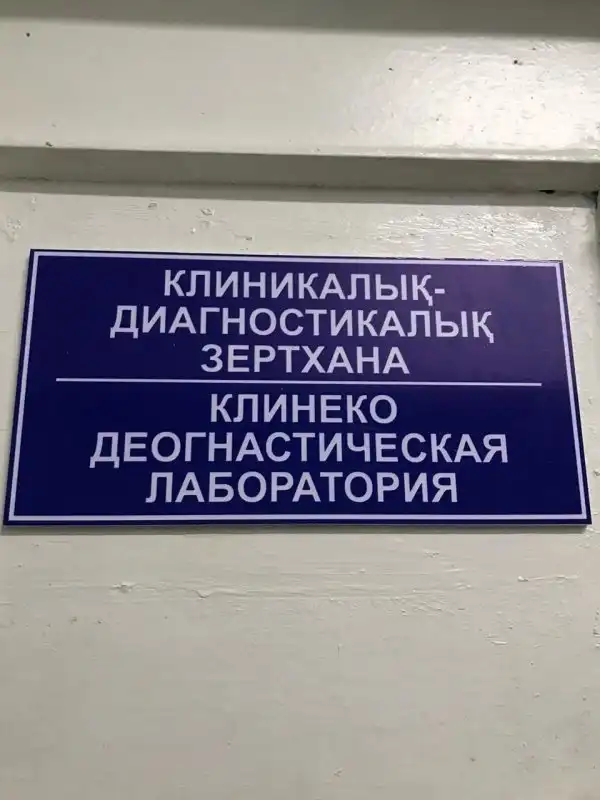 КЛИНИКАЛЫҚ-
ДИАГНОСТИКАЛЫҚ
ЗЕРТХАНА
КЛИНЕКО
ДЕОГНАСТИЧЕСКАЯ
ЛАБОРАТОРИЯ